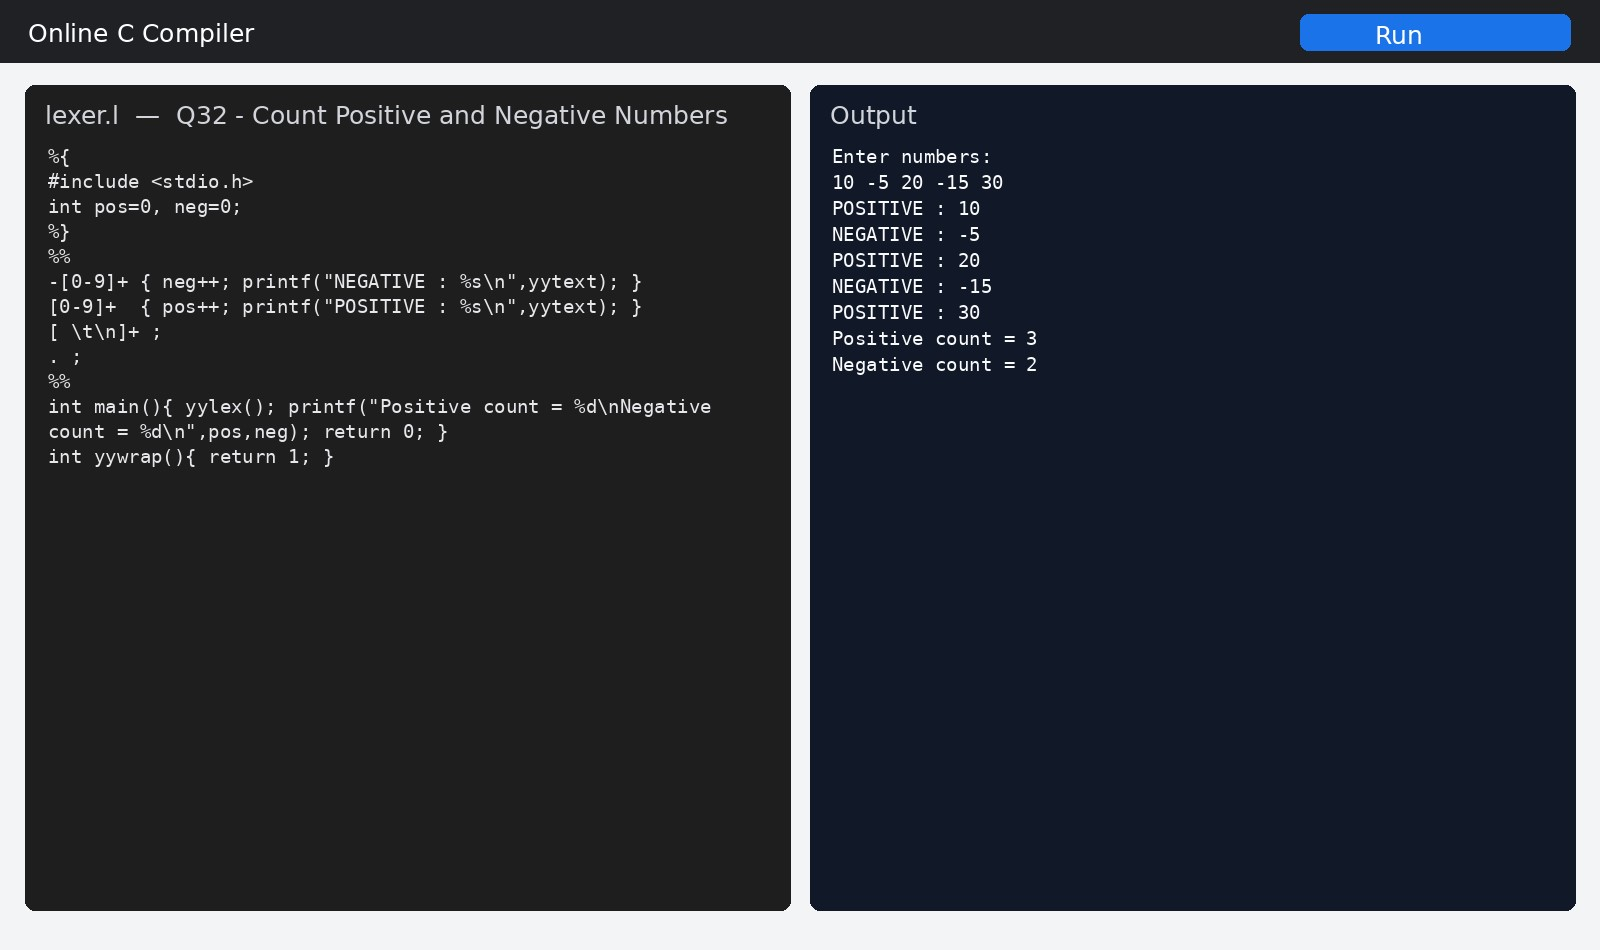 Online C Compiler
Run
lexer.l — Q32 - Count Positive and Negative Numbers
%{
#include <stdio.h>
int pos=0, neg=0;
%}
%%
-[0-9]+ { neg++; printf("NEGATIVE : %s\n",yytext); }
[0-9]+  { pos++; printf("POSITIVE : %s\n",yytext); }
[ \t\n]+ ;
. ;
%%
int main(){ yylex(); printf("Positive count = %d\nNegative
count = %d\n",pos,neg); return 0; }
int yywrap(){ return 1; }
Output
Enter numbers:
10 -5 20 -15 30
POSITIVE : 10
NEGATIVE : -5
POSITIVE : 20
NEGATIVE : -15
POSITIVE : 30
Positive count = 3
Negative count = 2